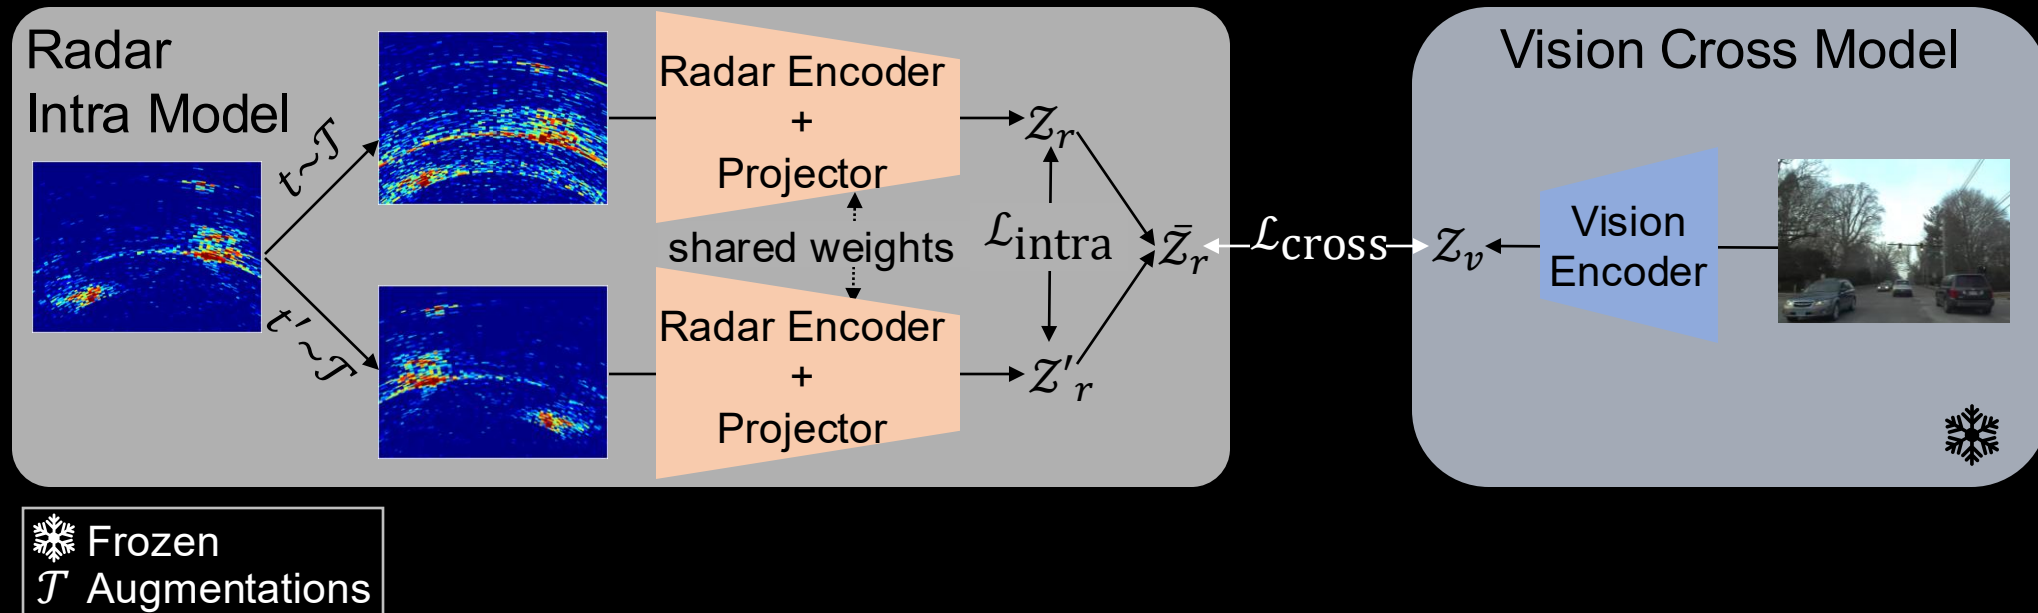 Radar
Intra Model
t~𝒯
t'~𝒯
Radar Encoder
+
Projector
shared weights
Radar Encoder
+
Projector
𝓏ᵣ
ℒintra
𝓏'ᵣ
𝓏̄ᵣ
ℒcross
Vision Cross Model
𝓏ᵥ
Vision
Encoder
Frozen
𝒯 Augmentations